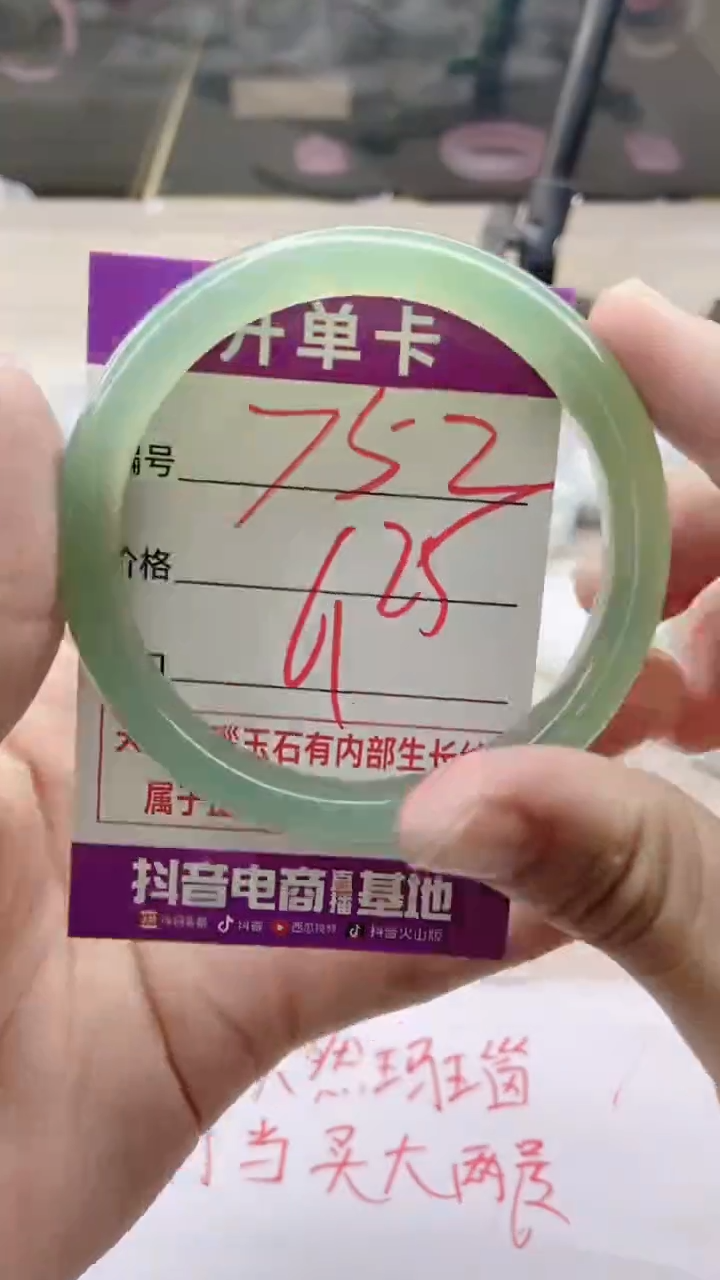 开单卡
编号 752
价格 625
玉石有内部生长
属于
抖音电商直播基地
抖音 西瓜视频 抖音火山版
然玛瑙
当买大两号